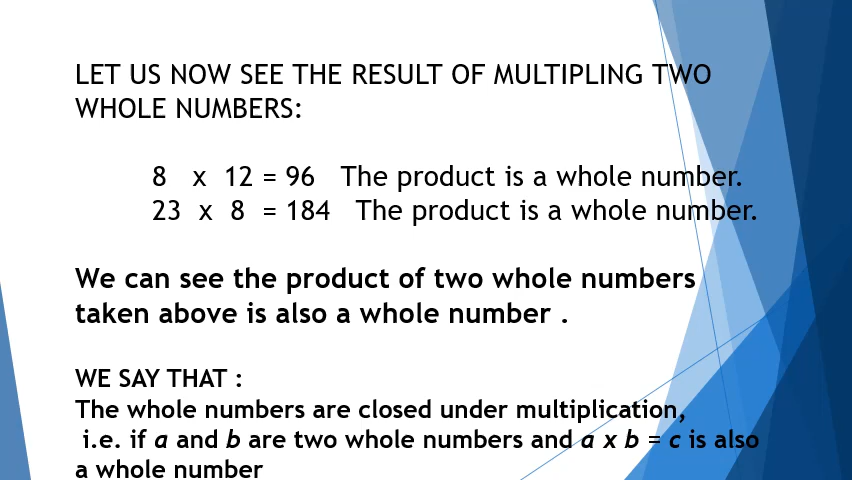 LET US NOW SEE THE RESULT OF MULTIPLING TWO
WHOLE NUMBERS:
8 x 12 = 96 The product is a whole number.
23 x 8 = 184 The product is a whole number.
We can see the product of two whole numbers
taken above is also a whole number .
WE SAY THAT :
The whole numbers are closed under multiplication,
i.e. if a and b are two whole numbers and a x b = c is also
a whole number